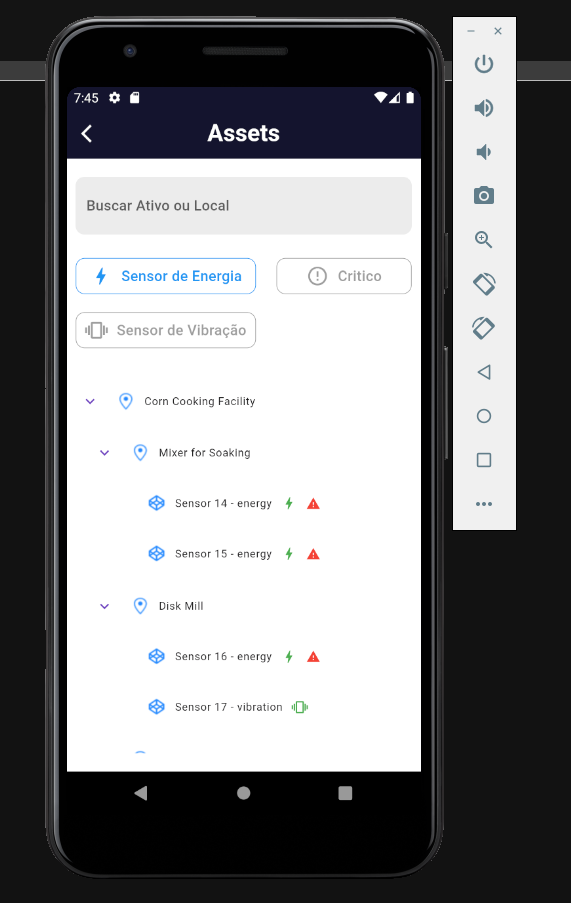 7:45
Assets
Buscar Ativo ou Local
Sensor de Energia
Critico
Sensor de Vibração
Corn Cooking Facility
Mixer for Soaking
Sensor 14 - energy
Sensor 15 - energy
Disk Mill
Sensor 16 - energy
Sensor 17 - vibration